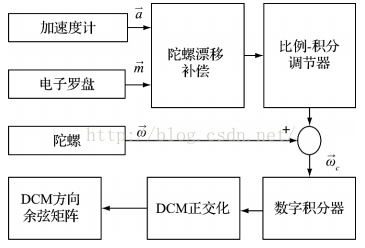 加速度计
a
陀螺漂移
补偿
比例-积分
调节器
电子罗盘
m
http://blog.csdn.net/
陀螺
ω
+
ω_c
DCM方向
余弦矩阵
DCM正交化
数字积分器